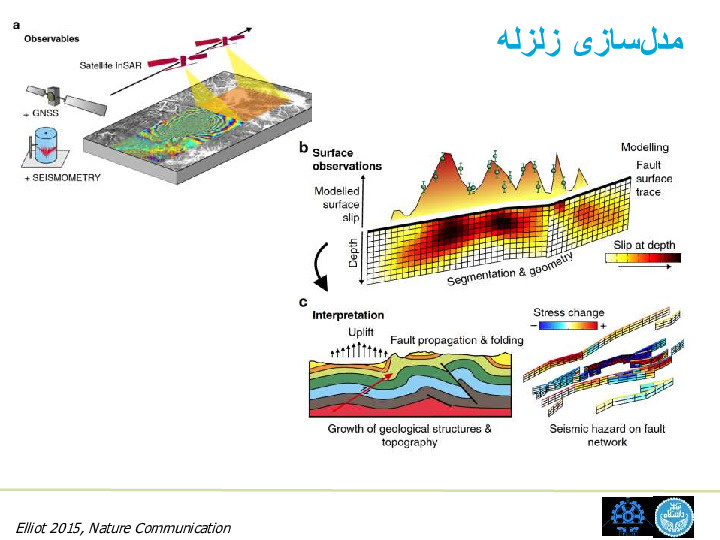 مدل‌سازی زلزله
a
Observables
Satellite InSAR
+ GNSS
+ SEISMOMETRY
b Surface
observations
Modelling
Fault
surface
trace
Modelled
surface
slip
Depth
Slip at depth
Segmentation & geometry
c
Interpretation
Uplift
Fault propagation & folding
Stress change
− +
Growth of geological structures &
topography
Seismic hazard on fault
network
Elliot 2015, Nature Communication